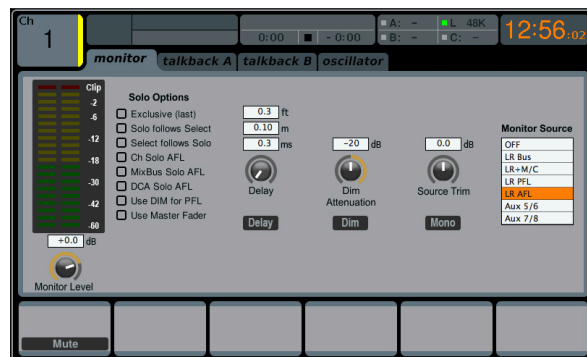 Ch
1
0:00 - 0:00
A: - L 48K
B: - C: -
12:56:02
monitor talkback A talkback B oscillator
Clip
-2
-6
-12
-18
-30
-42
-60
+0.0 dB
Monitor Level
Solo Options
Exclusive (last)
Solo follows Select
Select follows Solo
Ch Solo AFL
MixBus Solo AFL
DCA Solo AFL
Use DIM for PFL
Use Master Fader
0.3 ft
0.10 m
0.3 ms
Delay
Delay
-20 dB
Dim
Attenuation
Dim
0.0 dB
Source Trim
Mono
Monitor Source
OFF
LR Bus
LR+M/C
LR PFL
LR AFL
Aux 5/6
Aux 7/8
Mute